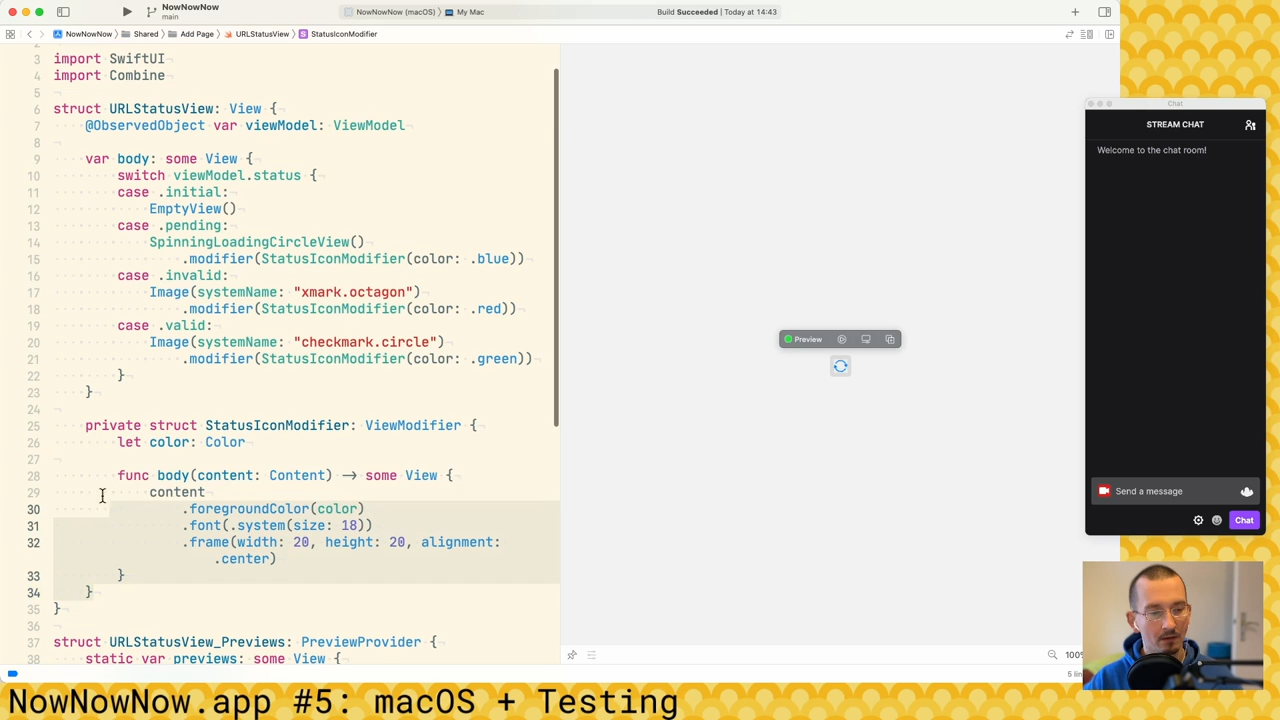 NowNowNow
main
NowNowNow (macOS) 〉 My Mac
Build Succeeded | Today at 14:43
NowNowNow 〉 Shared 〉 Add Page 〉 URLStatusView 〉 S StatusIconModifier
3 import SwiftUI
4 import Combine
5
6 struct URLStatusView: View {
7 @ObservedObject var viewModel: ViewModel
8
9 var body: some View {
10 switch viewModel.status {
11 case .initial:
12 EmptyView()
13 case .pending:
14 SpinningLoadingCircleView()
15 .modifier(StatusIconModifier(color: .blue))
16 case .invalid:
17 Image(systemName: "xmark.octagon")
18 .modifier(StatusIconModifier(color: .red))
19 case .valid:
20 Image(systemName: "checkmark.circle")
21 .modifier(StatusIconModifier(color: .green))
22 }
23 }
24
25 private struct StatusIconModifier: ViewModifier {
26 let color: Color
27
28 func body(content: Content) -> some View {
29 content
30 .foregroundColor(color)
31 .font(.system(size: 18))
32 .frame(width: 20, height: 20, alignment:
.center)
33 }
34 }
35 }
36
37 struct URLStatusView_Previews: PreviewProvider {
38 static var previews: some View {
Preview
100%
5 lin
Chat
STREAM CHAT
Welcome to the chat room!
Send a message
Chat
NowNowNow.app #5: macOS + Testing